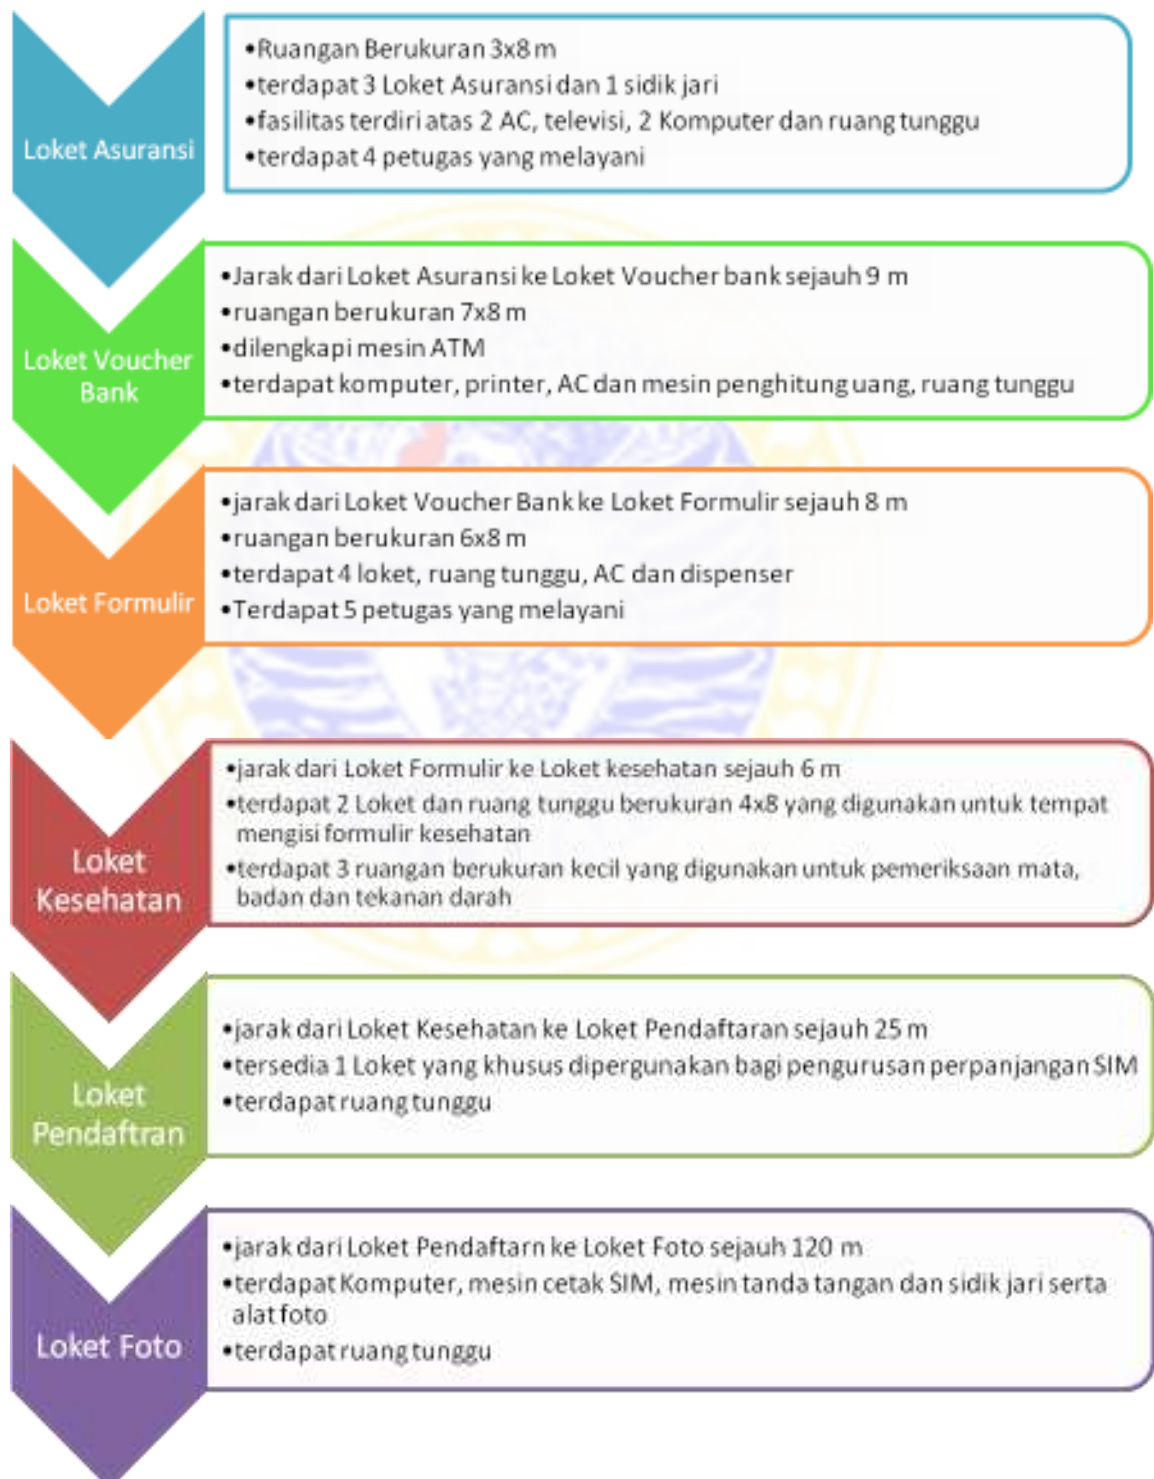 Loket Asuransi
•Ruangan Berukuran 3x8 m
•terdapat 3 Loket Asuransi dan 1 sidik jari
•fasilitas terdiri atas 2 AC, televisi, 2 Komputer dan ruang tunggu
•terdapat 4 petugas yang melayani
Loket Voucher
Bank
•Jarak dari Loket Asuransi ke Loket Voucher bank sejauh 9 m
•ruangan berukuran 7x8 m
•dilengkapi mesin ATM
•terdapat komputer, printer, AC dan mesin penghitung uang, ruang tunggu
Loket Formulir
•jarak dari Loket Voucher Bank ke Loket Formulir sejauh 8 m
•ruangan berukuran 6x8 m
•terdapat 4 loket, ruang tunggu, AC dan dispenser
•Terdapat 5 petugas yang melayani
Loket
Kesehatan
•jarak dari Loket Formulir ke Loket kesehatan sejauh 6 m
•terdapat 2 Loket dan ruang tunggu berukuran 4x8 yang digunakan untuk tempat
mengisi formulir kesehatan
•terdapat 3 ruangan berukuran kecil yang digunakan untuk pemeriksaan mata,
badan dan tekanan darah
Loket
Pendaftran
•jarak dari Loket Kesehatan ke Loket Pendaftaran sejauh 25 m
•tersedia 1 Loket yang khusus dipergunakan bagi pengurusan perpanjangan SIM
•terdapat ruang tunggu
Loket Foto
•jarak dari Loket Pendaftarn ke Loket Foto sejauh 120 m
•terdapat Komputer, mesin cetak SIM, mesin tanda tangan dan sidik jari serta
alat foto
•terdapat ruang tunggu